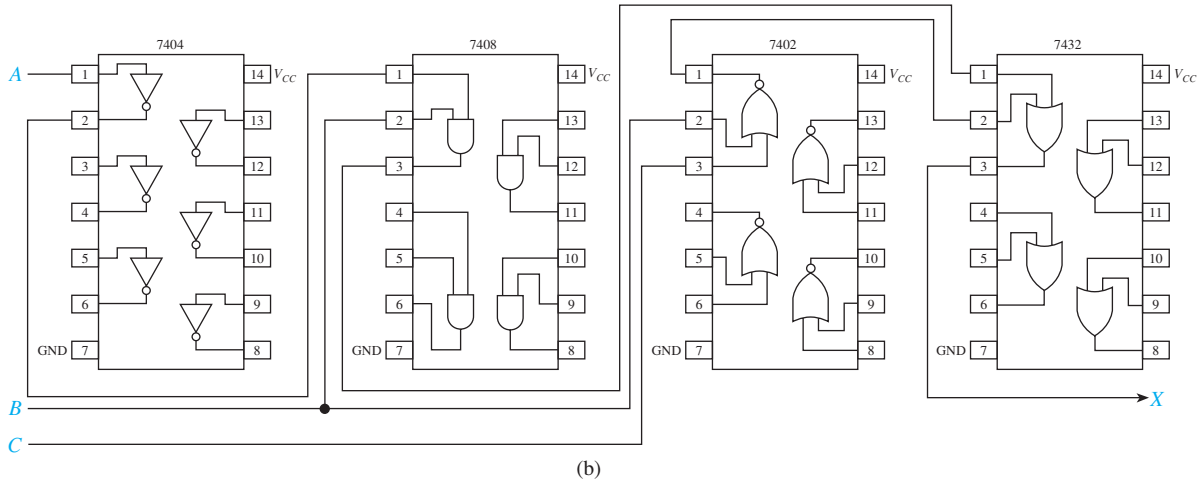 7404 7408 7402 7432
A 1 14 VCC 1 14 VCC 1 14 VCC 1 14 VCC
2 13 2 13 2 13 2 13
3 12 3 12 3 12 3 12
4 11 4 11 4 11 4 11
5 10 5 10 5 10 5 10
6 9 6 9 6 9 6 9
GND 7 8 GND 7 8 GND 7 8 GND 7 8
B X
C
(b)